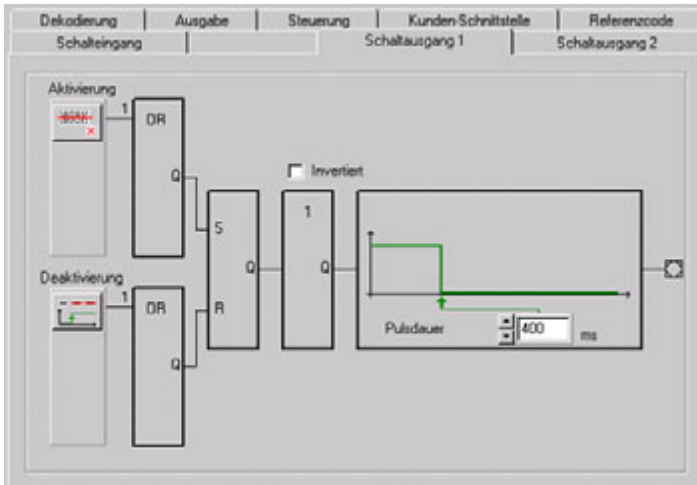 Dekodierung Ausgabe Steuerung Kunden-Schnittstelle Referenzcode
Schalteingang Schaltausgang 1 Schaltausgang 2
Aktivierung
1 OR
Q
Invertiert
1
S
Q Q
R
Deaktivierung
1 OR
Q
Pulsdauer 400 ms